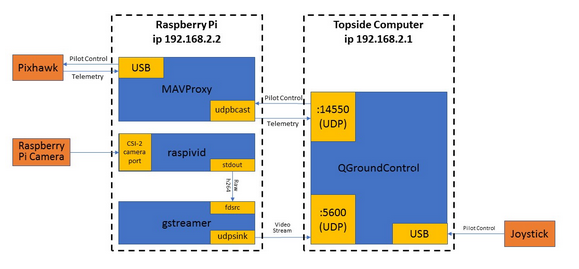 Raspberry Pi
ip 192.168.2.2
Topside Computer
ip 192.168.2.1
Pixhawk
Pilot Control
Telemetry
USB
MAVProxy
udpbcast
Pilot Control
Telemetry
:14550
(UDP)
Raspberry
Pi Camera
CSI-2
camera
port
raspivid
stdout
Raw
h264
QGroundControl
fdsrc
gstreamer
udpsink
Video
Stream
:5600
(UDP)
USB
Pilot Control
Joystick